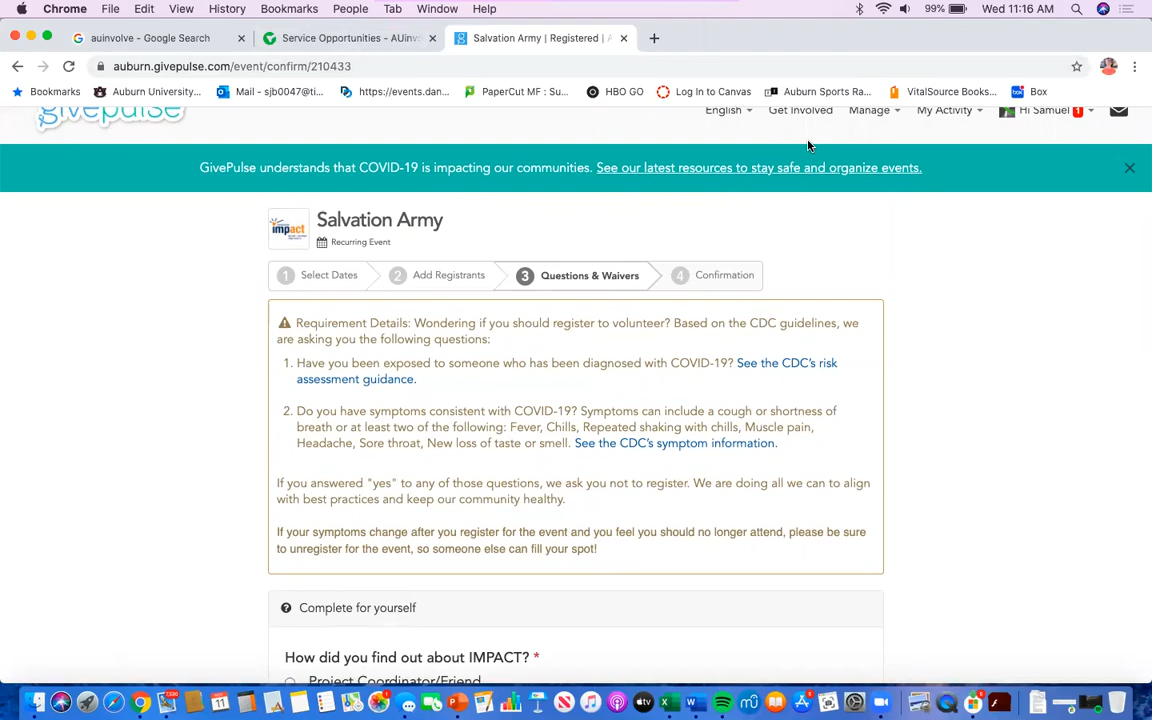 Chrome File Edit View History Bookmarks People Tab Window Help 99% Wed 11:16 AM
auinvolve - Google Search Service Opportunities - AUinv Salvation Army | Registered | A
auburn.givepulse.com/event/confirm/210433
Bookmarks Auburn University... Mail - sjb0047@ti... https://events.dan... PaperCut MF : Su... HBO GO Log In to Canvas Auburn Sports Ra... VitalSource Books... Box
givepulse English Get Involved Manage My Activity Hi Samuel 1
GivePulse understands that COVID-19 is impacting our communities. See our latest resources to stay safe and organize events.
impact Salvation Army
Recurring Event
1 Select Dates 2 Add Registrants 3 Questions & Waivers 4 Confirmation
Requirement Details: Wondering if you should register to volunteer? Based on the CDC guidelines, we
are asking you the following questions:
1. Have you been exposed to someone who has been diagnosed with COVID-19? See the CDC's risk
assessment guidance.
2. Do you have symptoms consistent with COVID-19? Symptoms can include a cough or shortness of
breath or at least two of the following: Fever, Chills, Repeated shaking with chills, Muscle pain,
Headache, Sore throat, New loss of taste or smell. See the CDC's symptom information.
If you answered "yes" to any of those questions, we ask you not to register. We are doing all we can to align
with best practices and keep our community healthy.
If your symptoms change after you register for the event and you feel you should no longer attend, please be sure
to unregister for the event, so someone else can fill your spot!
Complete for yourself
How did you find out about IMPACT? *
Project Coordinator/Friend